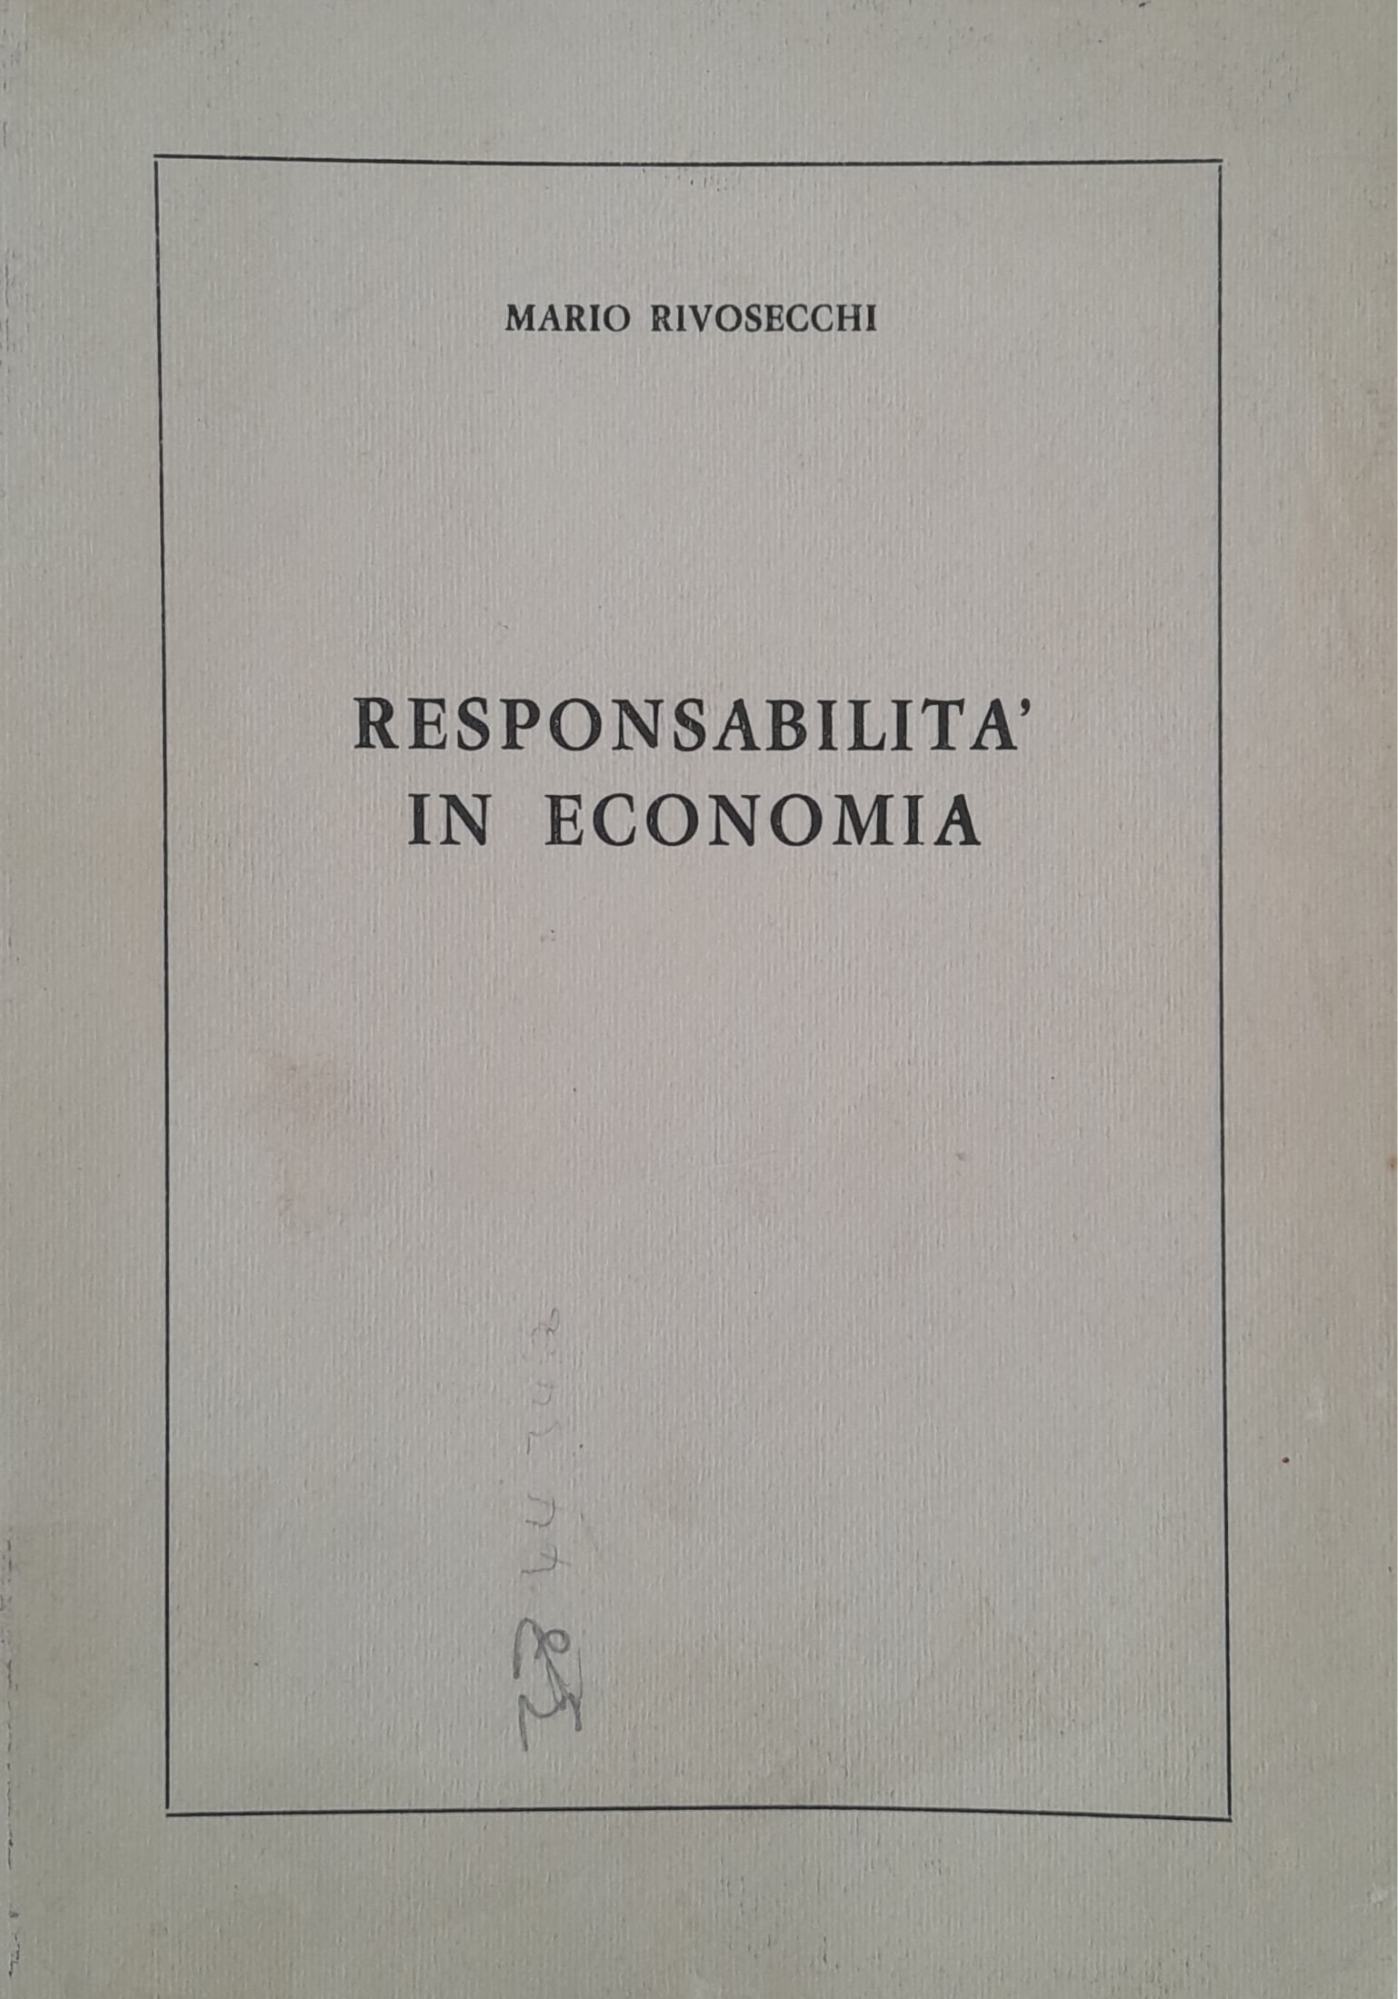 MARIO RIVOSECCHI
RESPONSABILITA’
IN ECONOMIA